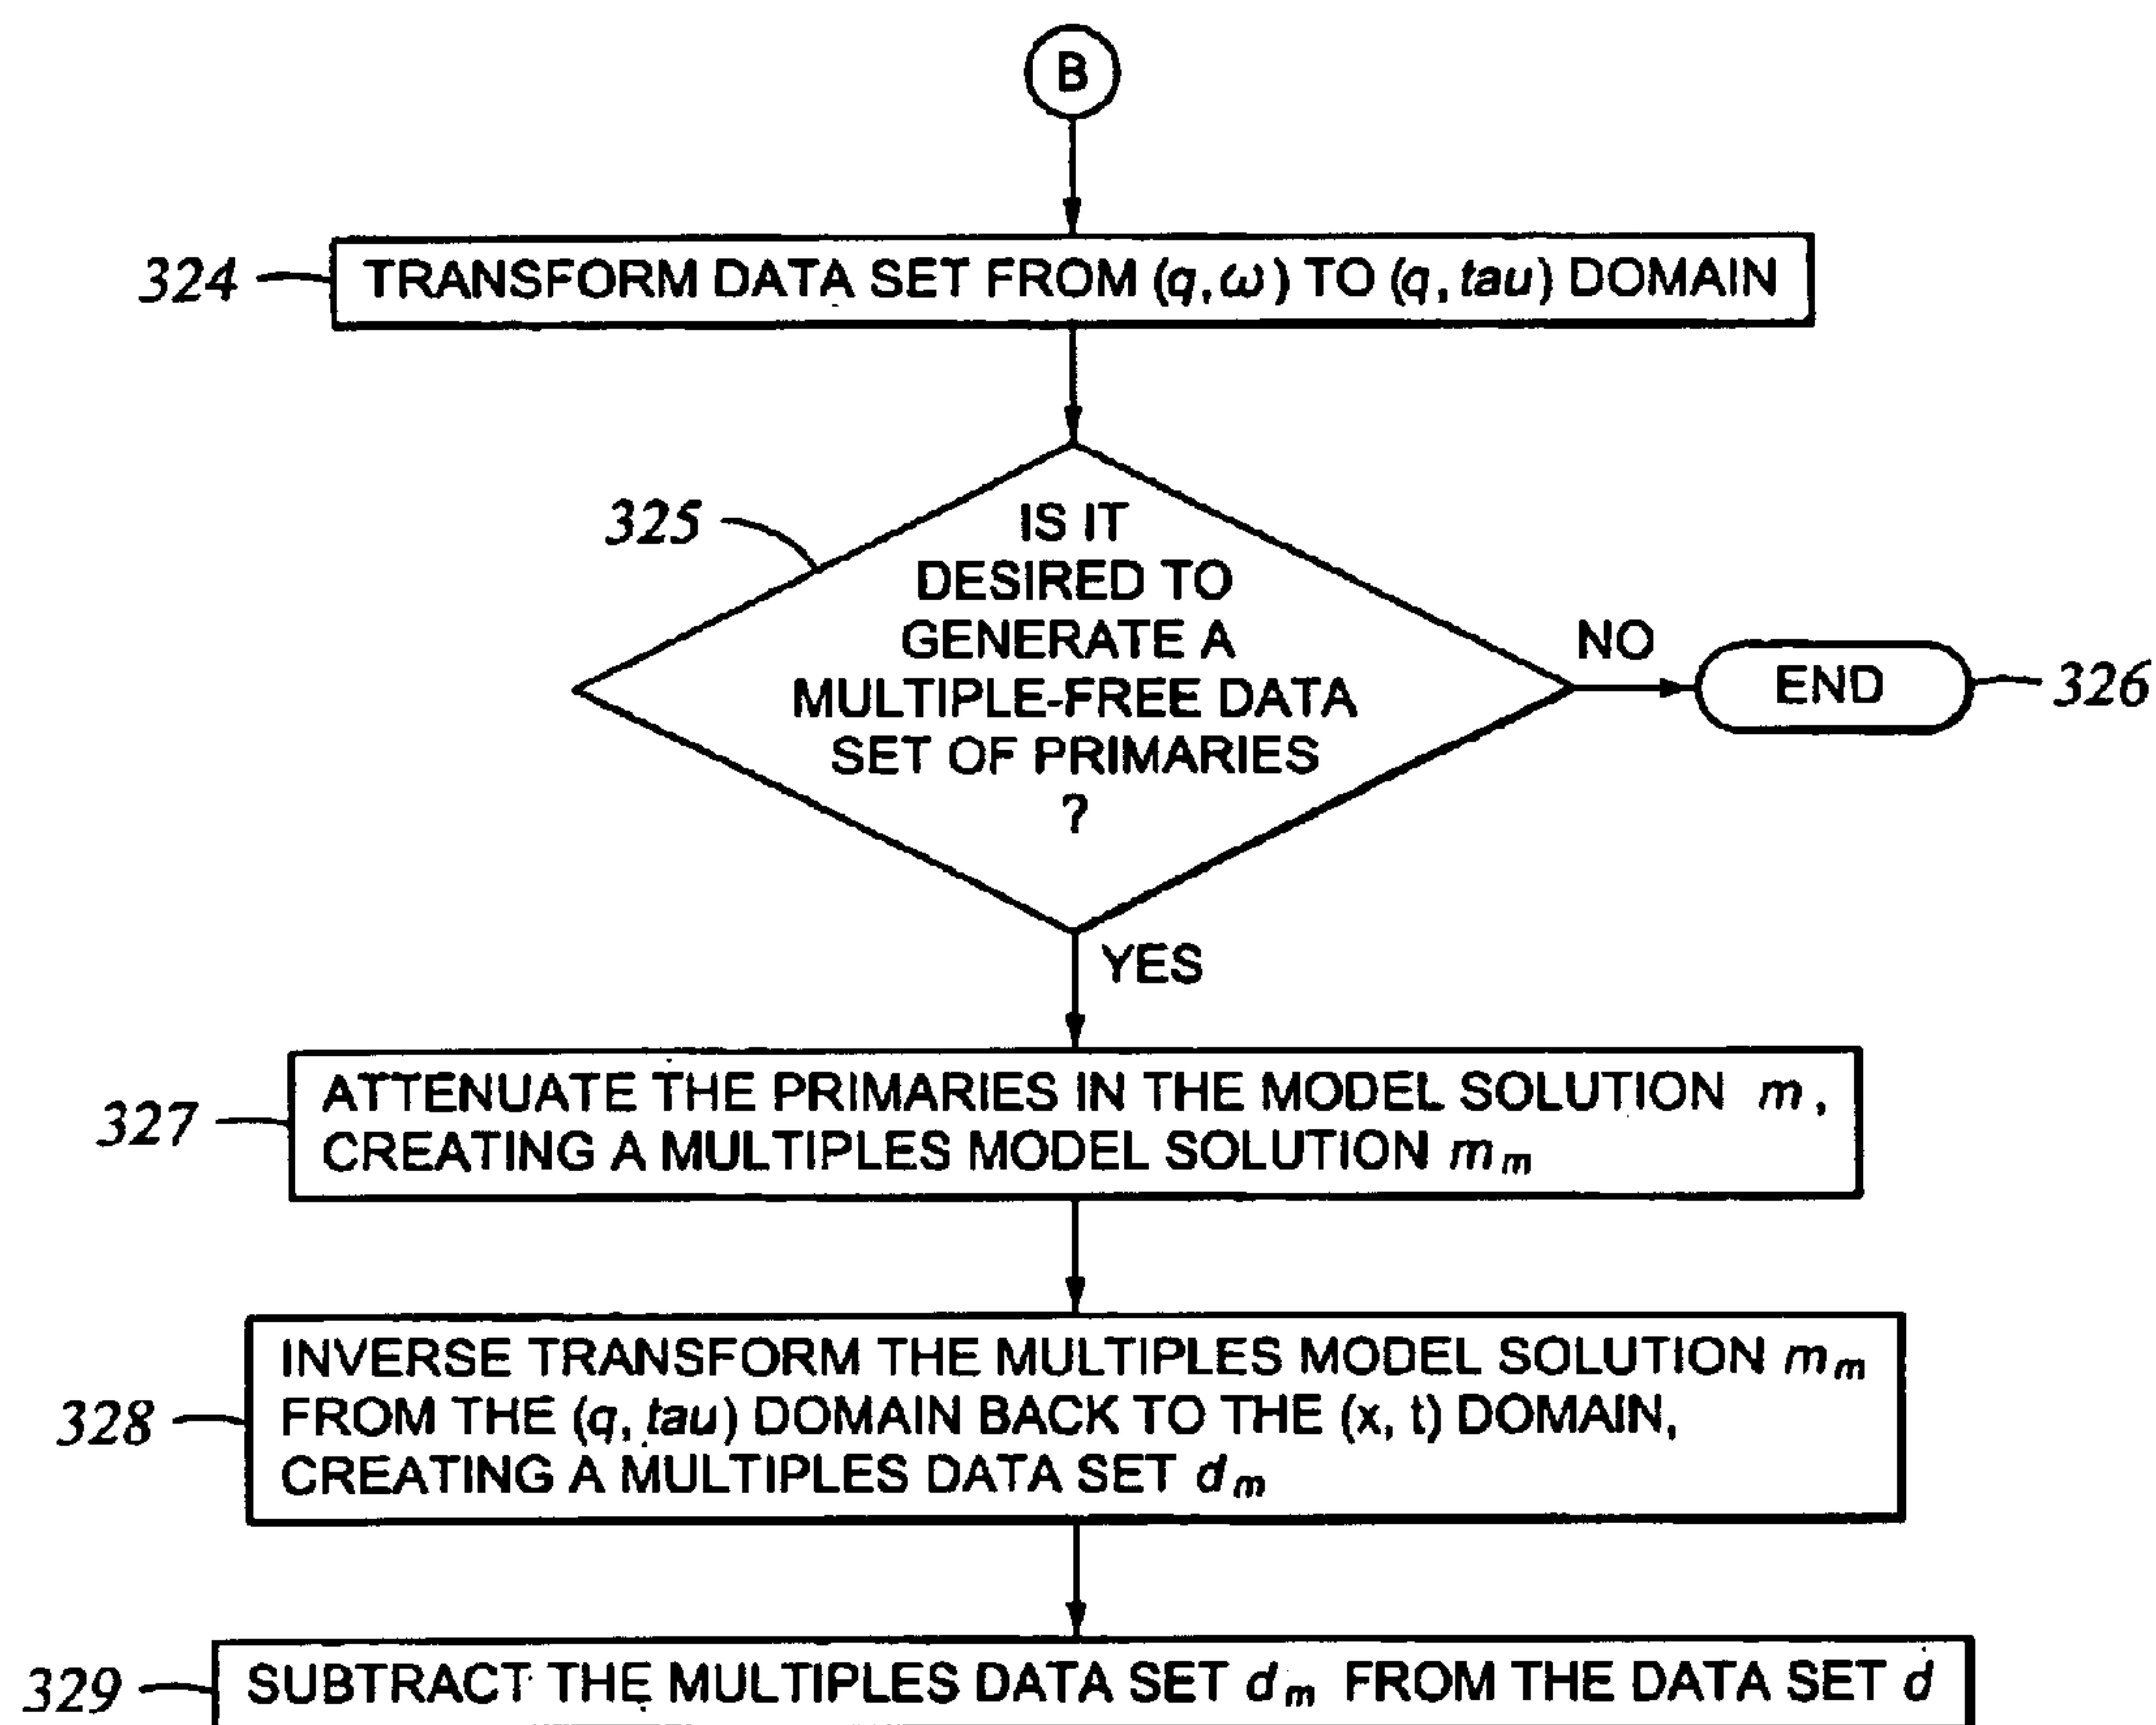 B
324
TRANSFORM DATA SET FROM (q,ω) TO (q, tau) DOMAIN
325
IS IT
DESIRED TO
GENERATE A
MULTIPLE-FREE DATA
SET OF PRIMARIES
?
NO
END
326
YES
327
ATTENUATE THE PRIMARIES IN THE MODEL SOLUTION m,
CREATING A MULTIPLES MODEL SOLUTION mm
328
INVERSE TRANSFORM THE MULTIPLES MODEL SOLUTION mm
FROM THE (q, tau) DOMAIN BACK TO THE (x, t) DOMAIN,
CREATING A MULTIPLES DATA SET dm
329
SUBTRACT THE MULTIPLES DATA SET dm FROM THE DATA SET d